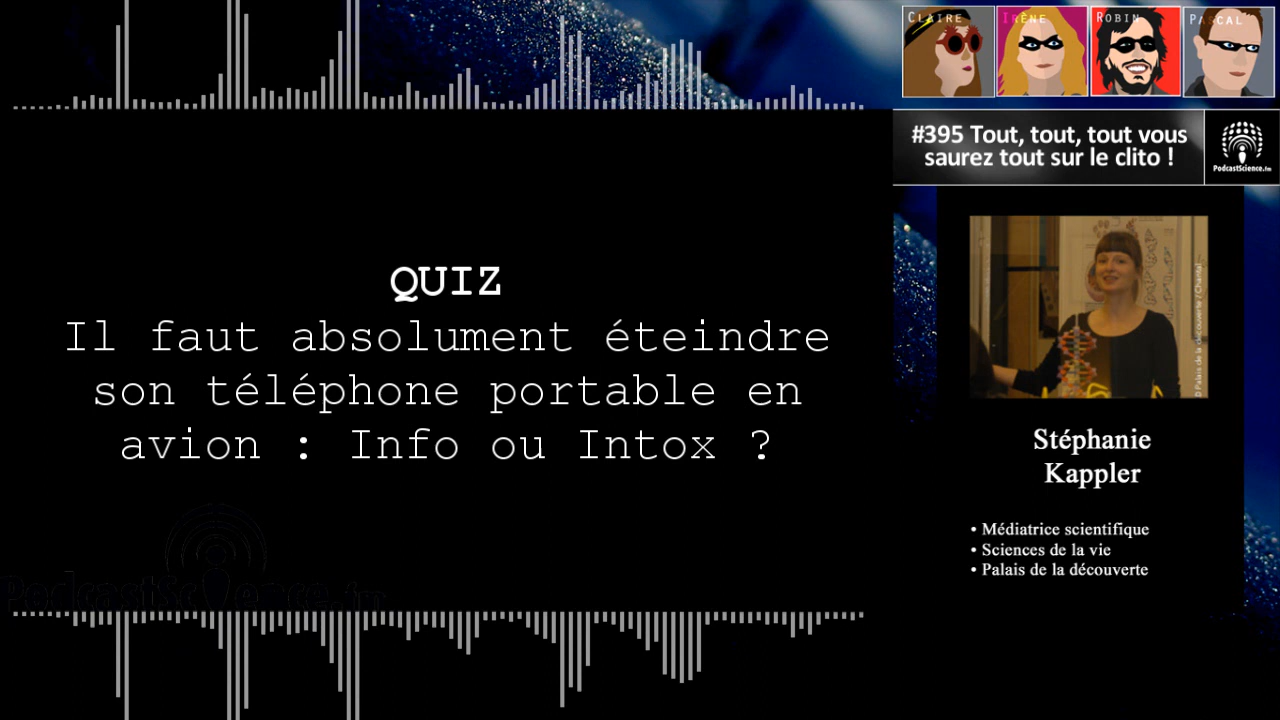 CLAIRE
IRÈNE
ROBIN
PASCAL
#395 Tout, tout, tout vous
saurez tout sur le clito !
PodcastScience.fm
QUIZ
Il faut absolument éteindre
son téléphone portable en
avion : Info ou Intox ?
Stéphanie
Kappler
• Médiatrice scientifique
• Sciences de la vie
• Palais de la découverte
PodcastScience.fm